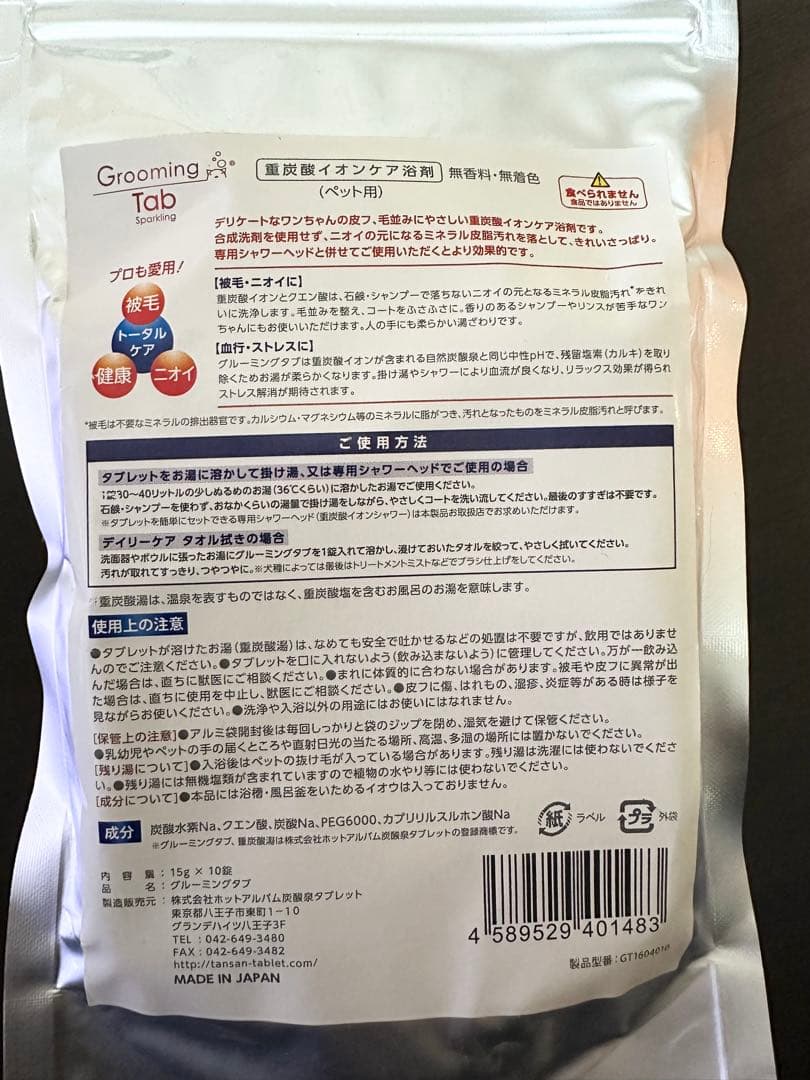 Grooming
Tab
Sparkling
®
重炭酸イオンケア浴剤 無香料・無着色
(ペット用)
食べられません
食品ではありません
デリケートなワンちゃんの皮フ、毛並みにやさしい重炭酸イオンケア浴剤です。
合成洗剤を使用せず、ニオイの元になるミネラル皮脂汚れを落として、きれいさっぱり。
専用シャワーヘッドと併せてご使用いただくとより効果的です。
プロも愛用!
被毛
トータル
ケア
健康
ニオイ
【被毛・ニオイに】
重炭酸イオンとクエン酸は、石鹸・シャンプーで落ちないニオイの元となるミネラル皮脂汚れ*をきれ
いに洗浄します。毛並みを整え、コートをふさふさに。香りのあるシャンプーやリンスが苦手なワン
ちゃんにもお使いいただけます。人の手にも柔らかい湯ざわりです。
【血行・ストレスに】
グルーミングタブは重炭酸イオンが含まれる自然炭酸泉と同じ中性pHで、残留塩素(カルキ)を取り
除くためお湯が柔らかくなります。掛け湯やシャワーにより血流が良くなり、リラックス効果が得られ
ストレス解消が期待されます。
*被毛は不要なミネラルの排出器官です。カルシウム・マグネシウム等のミネラルに脂がつき、汚れとなったものをミネラル皮脂汚れと呼びます。
ご使用方法
タブレットをお湯に溶かして掛け湯、又は専用シャワーヘッドでご使用の場合
1錠30〜40リットルの少しぬるめのお湯(36℃くらい)に溶かしたお湯でご使用ください。
石鹸・シャンプーを使わず、おなかくらいの湯量で掛け湯をしながら、やさしくコートを洗い流してください。最後のすすぎは不要です。
※タブレットを簡単にセットできる専用シャワーヘッド(重炭酸イオンシャワー)は本製品お取扱店でお求めいただけます。
デイリーケア タオル拭きの場合
洗面器やボウルに張ったお湯にグルーミングタブを1錠入れて溶かし、浸けておいたタオルを絞って、やさしく拭いてください。
汚れが取れてすっきり、つやつやに。※犬種によっては最後はトリートメントミストなどでブラシ仕上げをしてください。
※重炭酸湯は、温泉を表すものではなく、重炭酸塩を含むお風呂のお湯を意味します。
使用上の注意
●タブレットが溶けたお湯(重炭酸湯)は、なめても安全で吐かせるなどの処置は不要ですが、飲用ではありませ
んのでご注意ください。●タブレットを口に入れないよう(飲み込まないよう)に管理してください。万が一飲み込
んだ場合は、直ちに獣医にご相談ください。●まれに体質的に合わない場合があります。被毛や皮フに異常が出
た場合は、直ちに使用を中止し、獣医にご相談ください。●皮フに傷、はれもの、湿疹、炎症等がある時は様子を
見ながらお使いください。●洗浄や入浴以外の用途にはお使いにはなれません。
[保管上の注意]●アルミ袋開封後は毎回しっかりと袋のジップを閉め、湿気を避けて保管ください。
●乳幼児やペットの手の届くところや直射日光の当たる場所、高温、多湿の場所には置かないでください。
[残り湯について]●入浴後はペットの抜け毛が入っている場合があります。残り湯は洗濯には使わないでくださ
い。●残り湯には無機塩類が含まれていますので植物の水やり等には使わないでください。
[成分について]●本品には浴槽・風呂釜をいためるイオウは入っておりません。
成分 炭酸水素Na、クエン酸、炭酸Na、PEG6000、カプリリルスルホン酸Na
※グルーミングタブ、重炭酸湯は株式会社ホットアルバム炭酸泉タブレットの登録商標です。
紙 ラベル
プラ 外袋
内 容 量:15g × 10錠
品 名:グルーミングタブ
製造販売元:株式会社ホットアルバム炭酸泉タブレット
東京都八王子市東町1-10
グランデハイツ八王子3F
TEL:042-649-3480
FAX:042-649-3482
http://tansan-tablet.com/
MADE IN JAPAN
4 589529 401483
製品型番:GT1604010